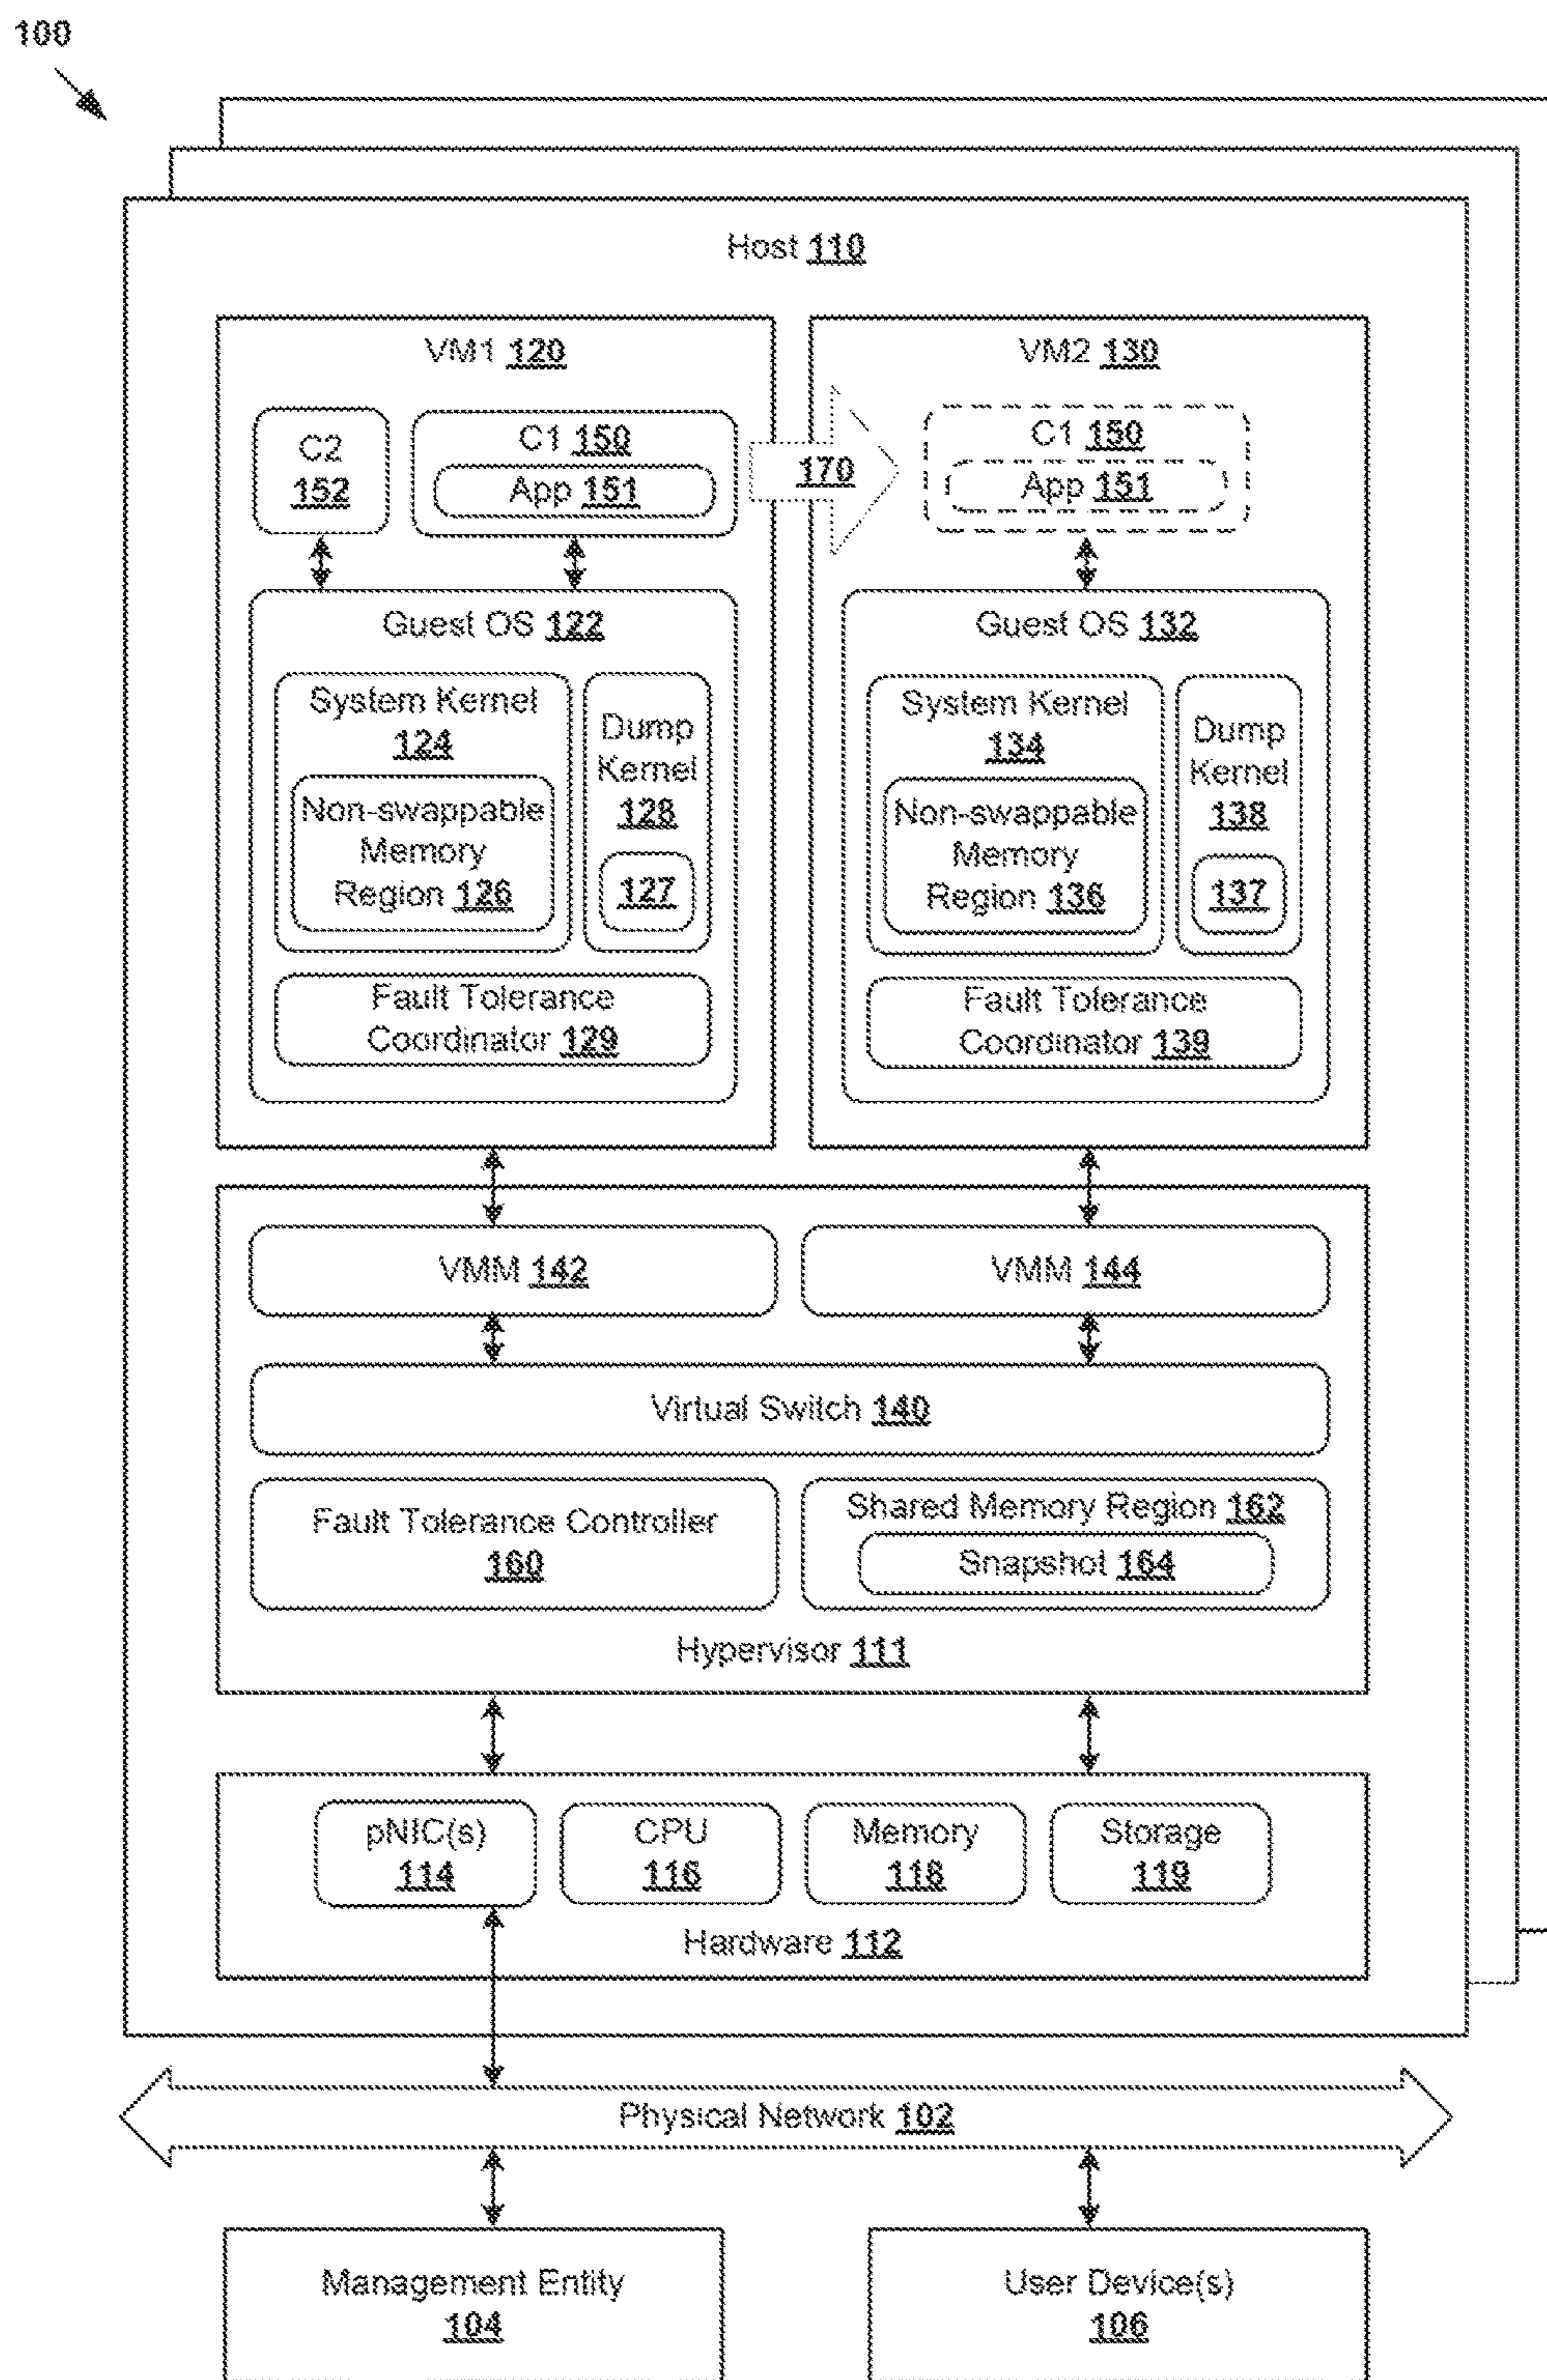 100
Host 110
VM1 120
VM2 130
C2
152
C1 150
App 151
170
C1 150
App 151
Guest OS 122
System Kernel
124
Non-swappable
Memory
Region 126
Dump
Kernel
128
127
Fault Tolerance
Coordinator 129
Guest OS 132
System Kernel
134
Non-swappable
Memory
Region 136
Dump
Kernel
138
137
Fault Tolerance
Coordinator 139
VMM 142
VMM 144
Virtual Switch 140
Fault Tolerance Controller
160
Shared Memory Region 162
Snapshot 164
Hypervisor 111
pNIC(s)
114
CPU
116
Memory
118
Storage
119
Hardware 112
Physical Network 102
Management Entity
104
User Device(s)
106